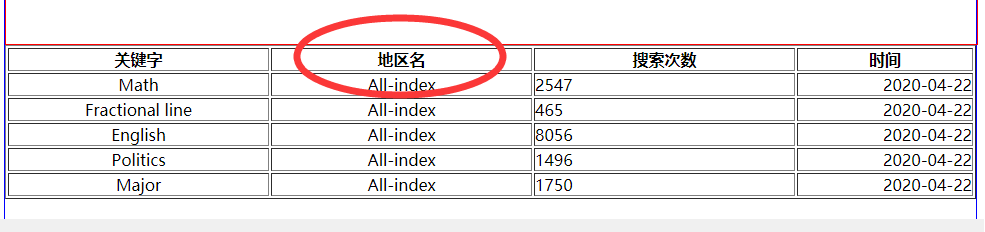 关键字 地区名 搜索次数 时间
Math All-index 2547 2020-04-22
Fractional line All-index 465 2020-04-22
English All-index 8056 2020-04-22
Politics All-index 1496 2020-04-22
Major All-index 1750 2020-04-22